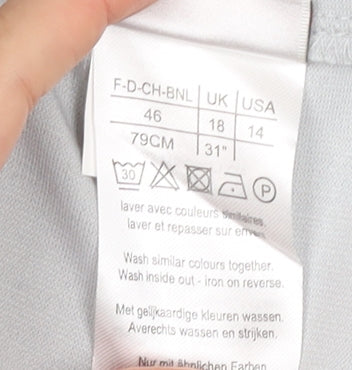 F-D-CH-BNL UK USA
46 18 14
79CM 31"
30 P
laver avec couleurs similaires.
laver et repasser sur envers
Wash similar colours together.
Wash inside out - iron on reverse.
Met gelijkaardige kleuren wassen.
Averechts wassen en strijken.
Nur mit ähnlichen Farben